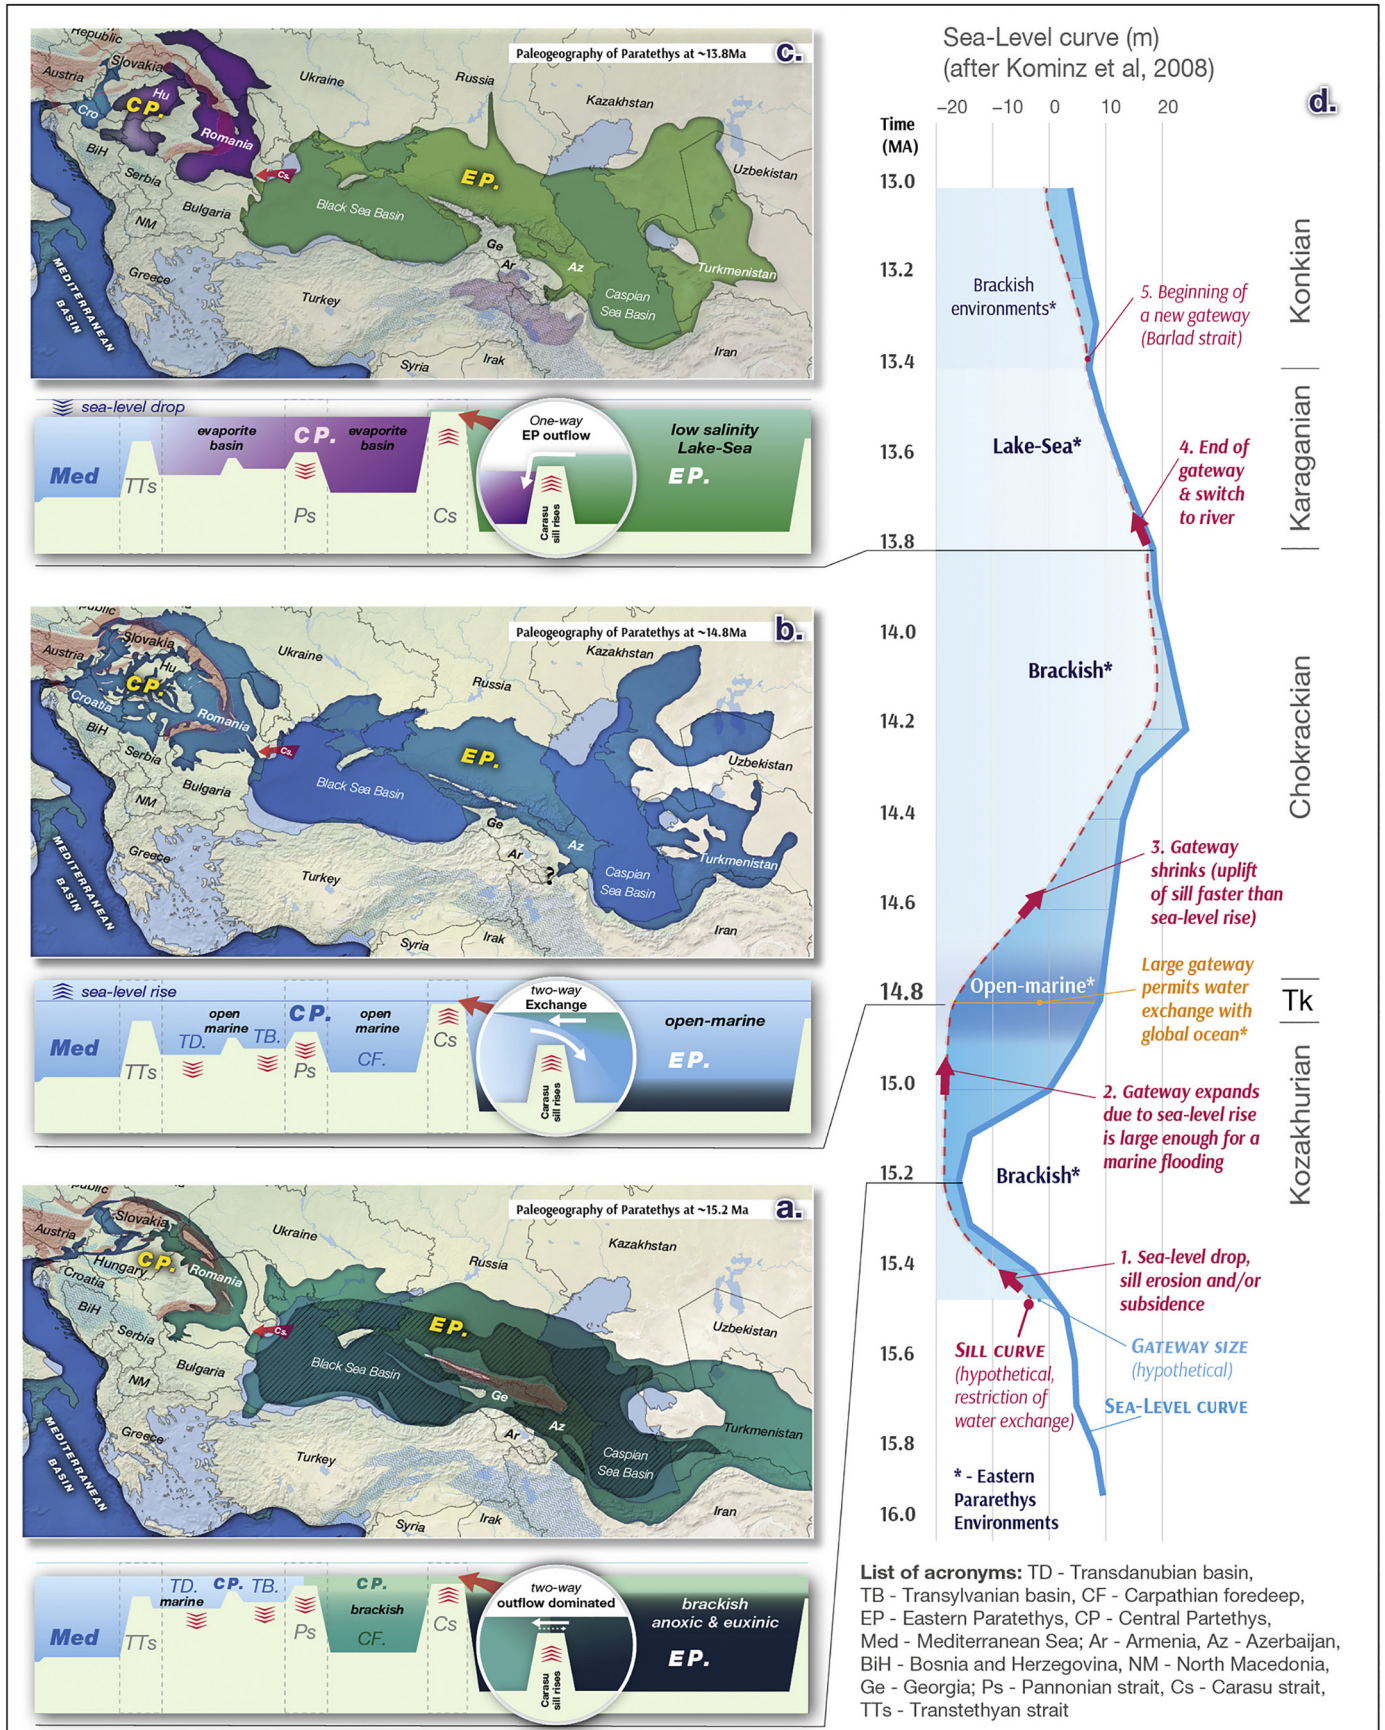 Paleogeography of Paratethys at ~13.8Ma
c.
Republic
Slovakia
Austria
Ukraine
Russia
Kazakhstan
Hu
CP.
Cro
Romania
BiH
Serbia
Cs.
EP.
Uzbekistan
Black Sea Basin
Bulgaria
NM
Ge
Ar
Az
Turkmenistan
Greece
Turkey
Caspian
Sea Basin
MEDITERRANEAN
BASIN
Syria
Irak
Iran
sea-level drop
evaporite
basin
CP.
evaporite
basin
One-way
EP outflow
low salinity
Lake-Sea
Med
TTs
EP.
Ps
Cs
Carasu
sill rises
Paleogeography of Paratethys at ~14.8Ma
b.
public
Slovakia
Austria
Ukraine
Kazakhstan
Hu
CP.
Russia
Croatia
Romania
BiH
Serbia
Cs.
EP.
Uzbekistan
Bulgaria
Black Sea Basin
NM
Ge
Ar
Az
?
Greece
Turkey
Turkmenistan
Caspian
Sea Basin
MEDITERRANEAN
BASIN
Syria
Irak
Iran
sea-level rise
open
marine
CP.
open
marine
two-way
Exchange
open-marine
TD.
TB.
Med
TTs
Ps
CF.
Cs
EP.
Carasu
sill rises
Paleogeography of Paratethys at ~15.2 Ma
a.
public
Slovakia
Austria
Ukraine
Russia
Kazakhstan
Hungary
CP.
Romania
Croatia
BiH
Serbia
Cs.
EP.
Uzbekistan
Bulgaria
Black Sea Basin
NM
Ge
Az
Ar
Turkmenistan
Greece
Turkey
Caspian
Sea Basin
MEDITERRANEAN
BASIN
Syria
Irak
Iran
TD.
CP.
TB.
CP.
marine
brackish
two-way
outflow dominated
brackish
anoxic & euxinic
Med
TTs
Ps
CF.
Cs
EP.
Carasu
sill rises
Sea-Level curve (m)
(after Kominz et al, 2008)
d.
−20
−10
0
10
20
Time
(MA)
13.0
13.2
13.4
13.6
13.8
14.0
14.2
14.4
14.6
14.8
15.0
15.2
15.4
15.6
15.8
16.0
Brackish
environments*
5. Beginning of
a new gateway
(Barlad strait)
Lake-Sea*
4. End of
gateway
& switch
to river
Brackish*
3. Gateway
shrinks (uplift
of sill faster than
sea-level rise)
Open-marine*
Large gateway
permits water
exchange with
global ocean*
2. Gateway expands
due to sea-level rise
is large enough for a
marine flooding
Brackish*
1. Sea-level drop,
sill erosion and/or
subsidence
SILL CURVE
(hypothetical,
restriction of
water exchange)
GATEWAY SIZE
(hypothetical)
SEA-LEVEL CURVE
* - Eastern
Pararethys
Environments
Konkian
Karaganian
Chokrackian
Tk
Kozakhurian
List of acronyms: TD - Transdanubian basin,
TB - Transylvanian basin, CF - Carpathian foredeep,
EP - Eastern Paratethys, CP - Central Partethys,
Med - Mediterranean Sea; Ar - Armenia, Az - Azerbaijan,
BiH - Bosnia and Herzegovina, NM - North Macedonia,
Ge - Georgia; Ps - Pannonian strait, Cs - Carasu strait,
TTs - Transtethyan strait